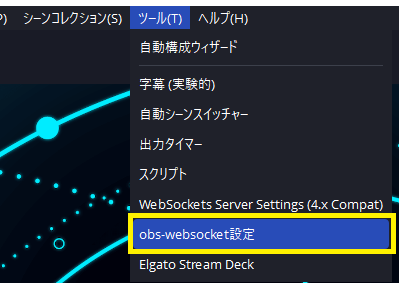 P) シーンコレクション(S) ツール(T) ヘルプ(H)
自動構成ウィザード
字幕 (実験的)
自動シーンスイッチャー
出力タイマー
スクリプト
WebSockets Server Settings (4.x Compat)
obs-websocket設定
Elgato Stream Deck